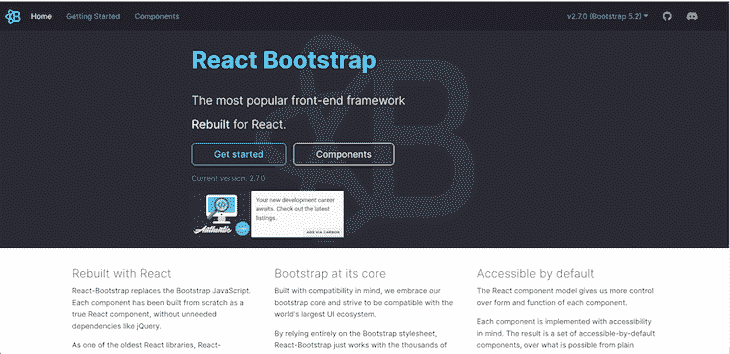 Home Getting Started Components v2.7.0 (Bootstrap 5.2)
React Bootstrap
The most popular front-end framework
Rebuilt for React.
Get started Components
Current version: 2.7.0
Your new development career
awaits. Check out the latest
listings.
Authentic
ADS VIA CARBON
Rebuilt with React
React-Bootstrap replaces the Bootstrap JavaScript.
Each component has been built from scratch as a
true React component, without unneeded
dependencies like jQuery.
As one of the oldest React libraries, React-
Bootstrap at its core
Built with compatibility in mind, we embrace our
bootstrap core and strive to be compatible with the
world's largest UI ecosystem.
By relying entirely on the Bootstrap stylesheet,
React-Bootstrap just works with the thousands of
Accessible by default
The React component model gives us more control
over form and function of each component.
Each component is implemented with accessibility
in mind. The result is a set of accessible-by-default
components, over what is possible from plain